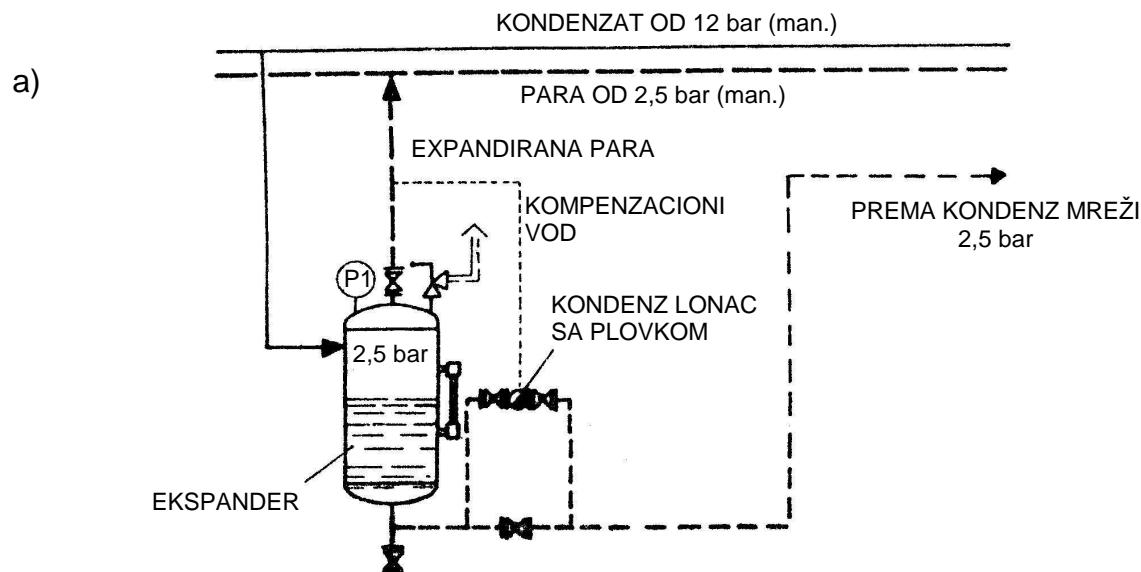 KONDENZAT OD 12 bar (man.)
a)
PARA OD 2,5 bar (man.)
EXPANDIRANA PARA
KOMPENZACIONI
VOD
PREMA KONDENZ MREŽI
2,5 bar
P1
KONDENZ LONAC
SA PLOVKOM
2,5 bar
EKSPANDER